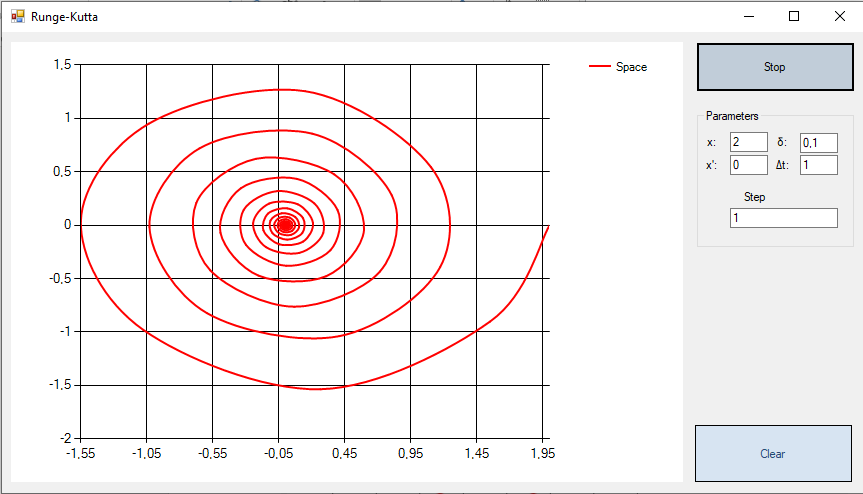 Runge-Kutta
1,5
1
0,5
0
-0,5
-1
-1,5
-2
-1,55 -1,05 -0,55 -0,05 0,45 0,95 1,45 1,95
Space
Stop
Parameters
x: 2 δ: 0,1
x': 0 Δt: 1
Step
1
Clear